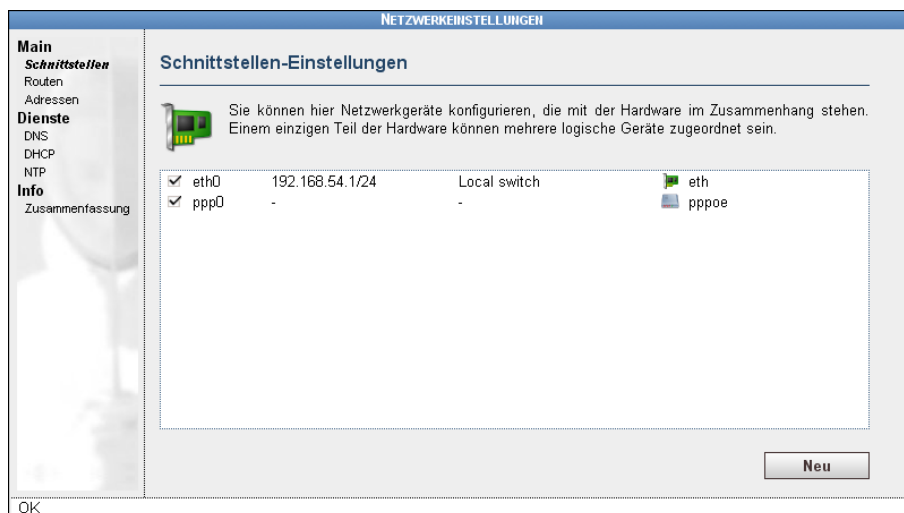 NETZWERKEINSTELLUNGEN
Main
Schnittstellen
Routen
Adressen
Dienste
DNS
DHCP
NTP
Info
Zusammenfassung
Schnittstellen-Einstellungen
Sie können hier Netzwerkgeräte konfigurieren, die mit der Hardware im Zusammenhang stehen.
Einem einzigen Teil der Hardware können mehrere logische Geräte zugeordnet sein.
eth0 192.168.54.1/24 Local switch eth
ppp0 - - pppoe
Neu
OK